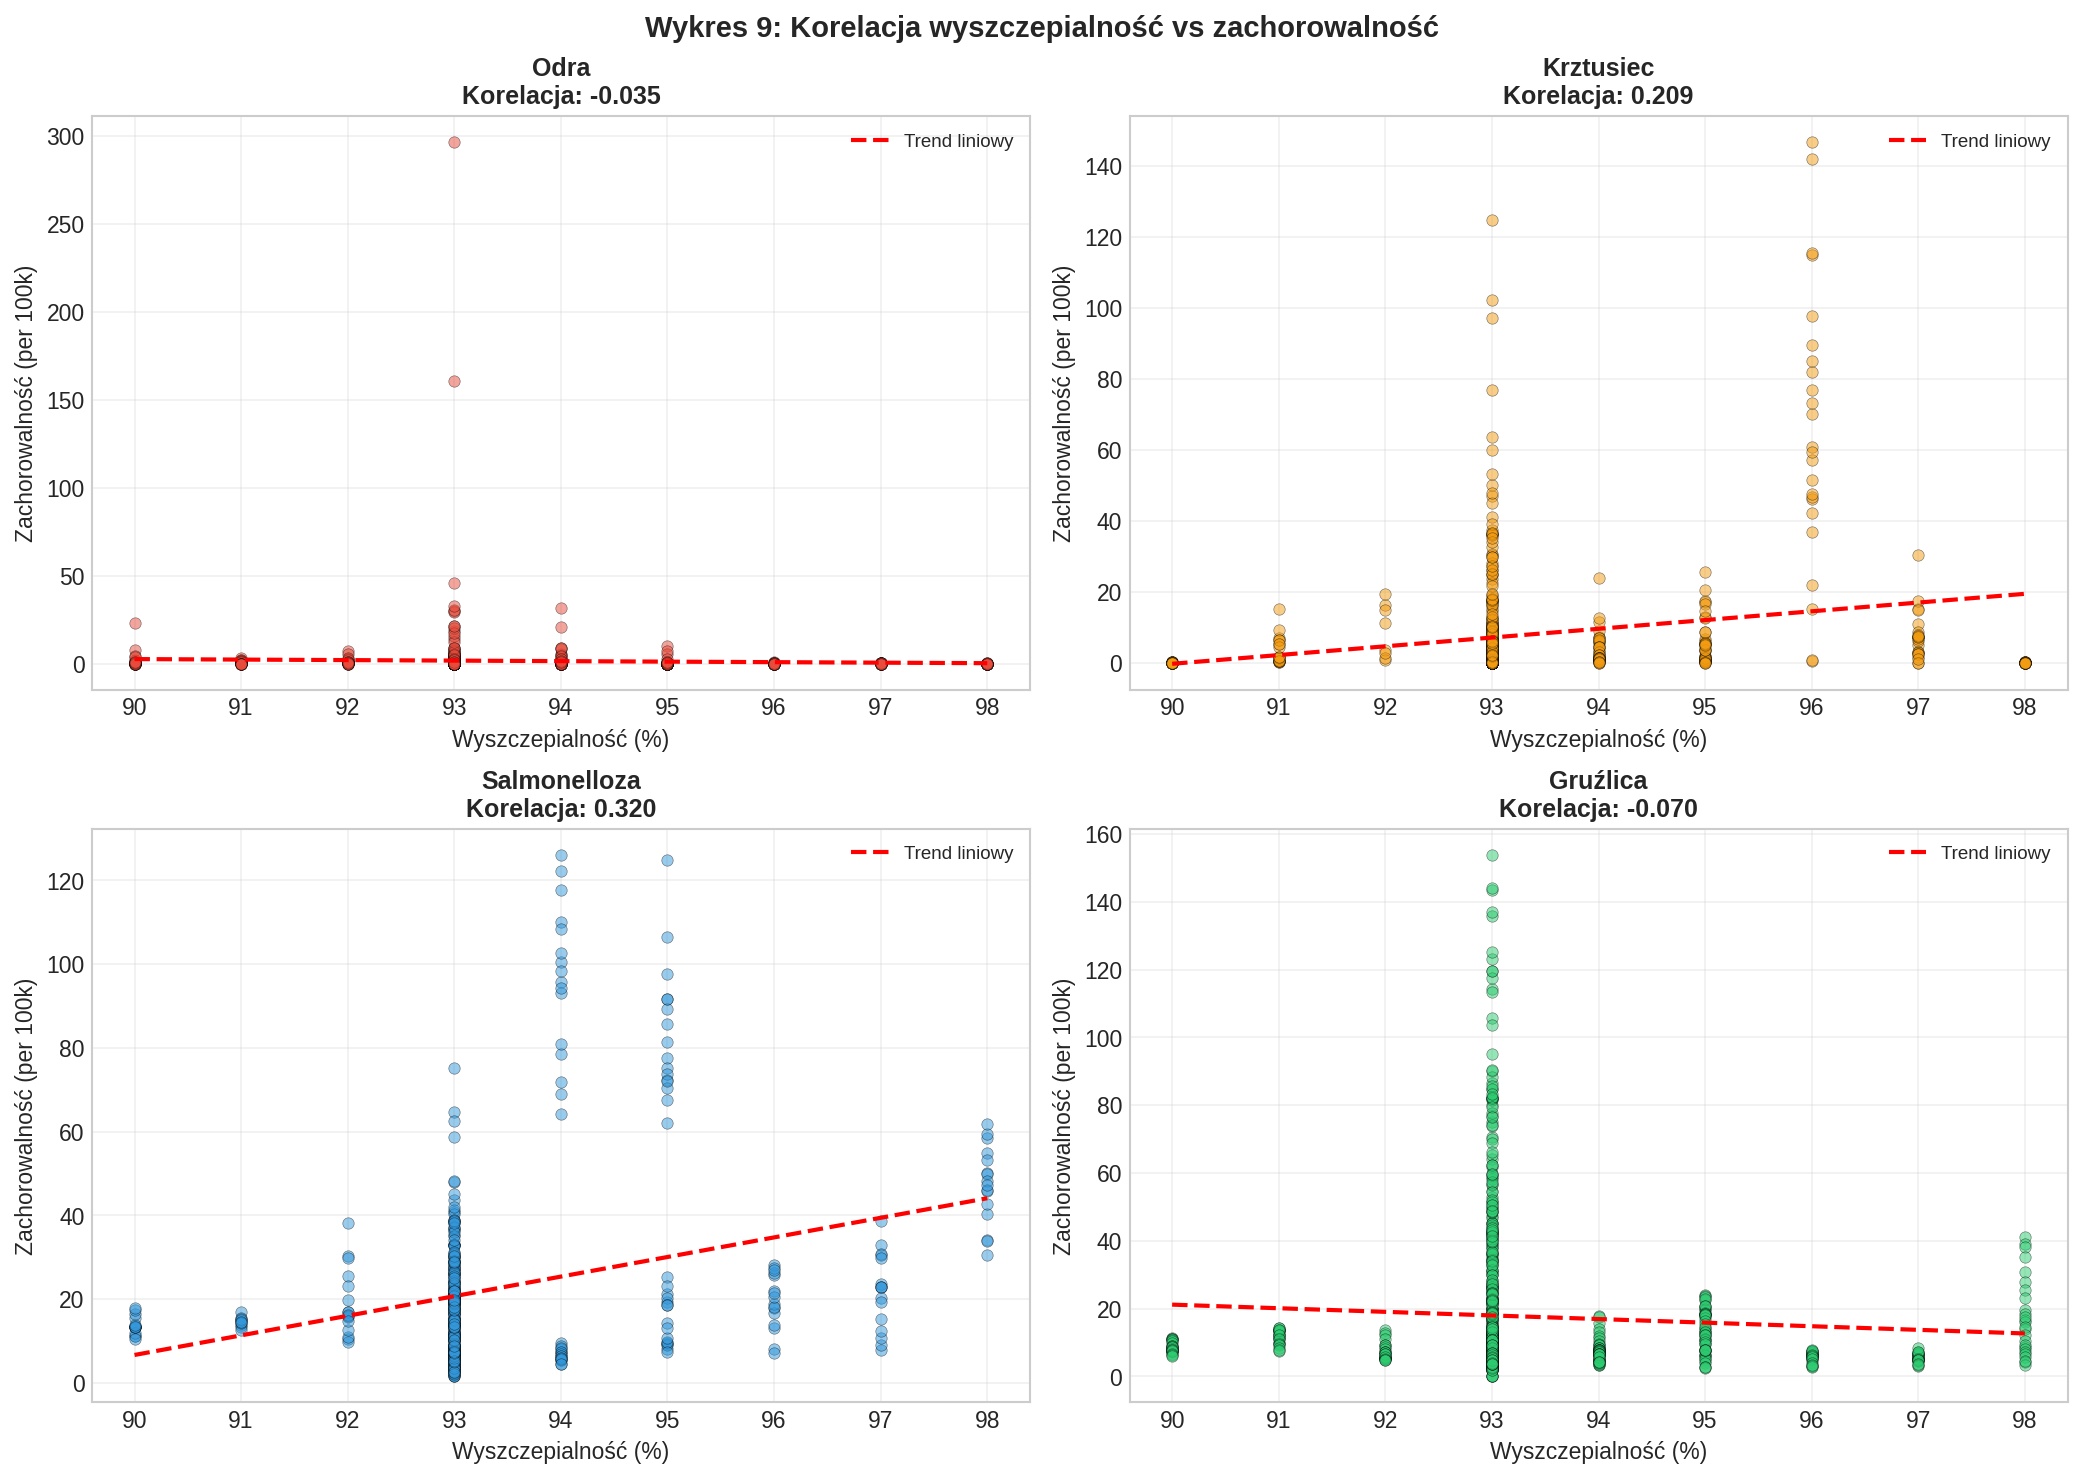 Wykres 9: Korelacja wyszczepialność vs zachorowalność
Odra
Korelacja: -0.035
Trend liniowy
Zachorowalność (per 100k)
300
250
200
150
100
50
0
90 91 92 93 94 95 96 97 98
Wyszczepialność (%)
Krztusiec
Korelacja: 0.209
Trend liniowy
Zachorowalność (per 100k)
140
120
100
80
60
40
20
0
90 91 92 93 94 95 96 97 98
Wyszczepialność (%)
Salmonelloza
Korelacja: 0.320
Trend liniowy
Zachorowalność (per 100k)
120
100
80
60
40
20
0
90 91 92 93 94 95 96 97 98
Wyszczepialność (%)
Gruźlica
Korelacja: -0.070
Trend liniowy
Zachorowalność (per 100k)
160
140
120
100
80
60
40
20
0
90 91 92 93 94 95 96 97 98
Wyszczepialność (%)